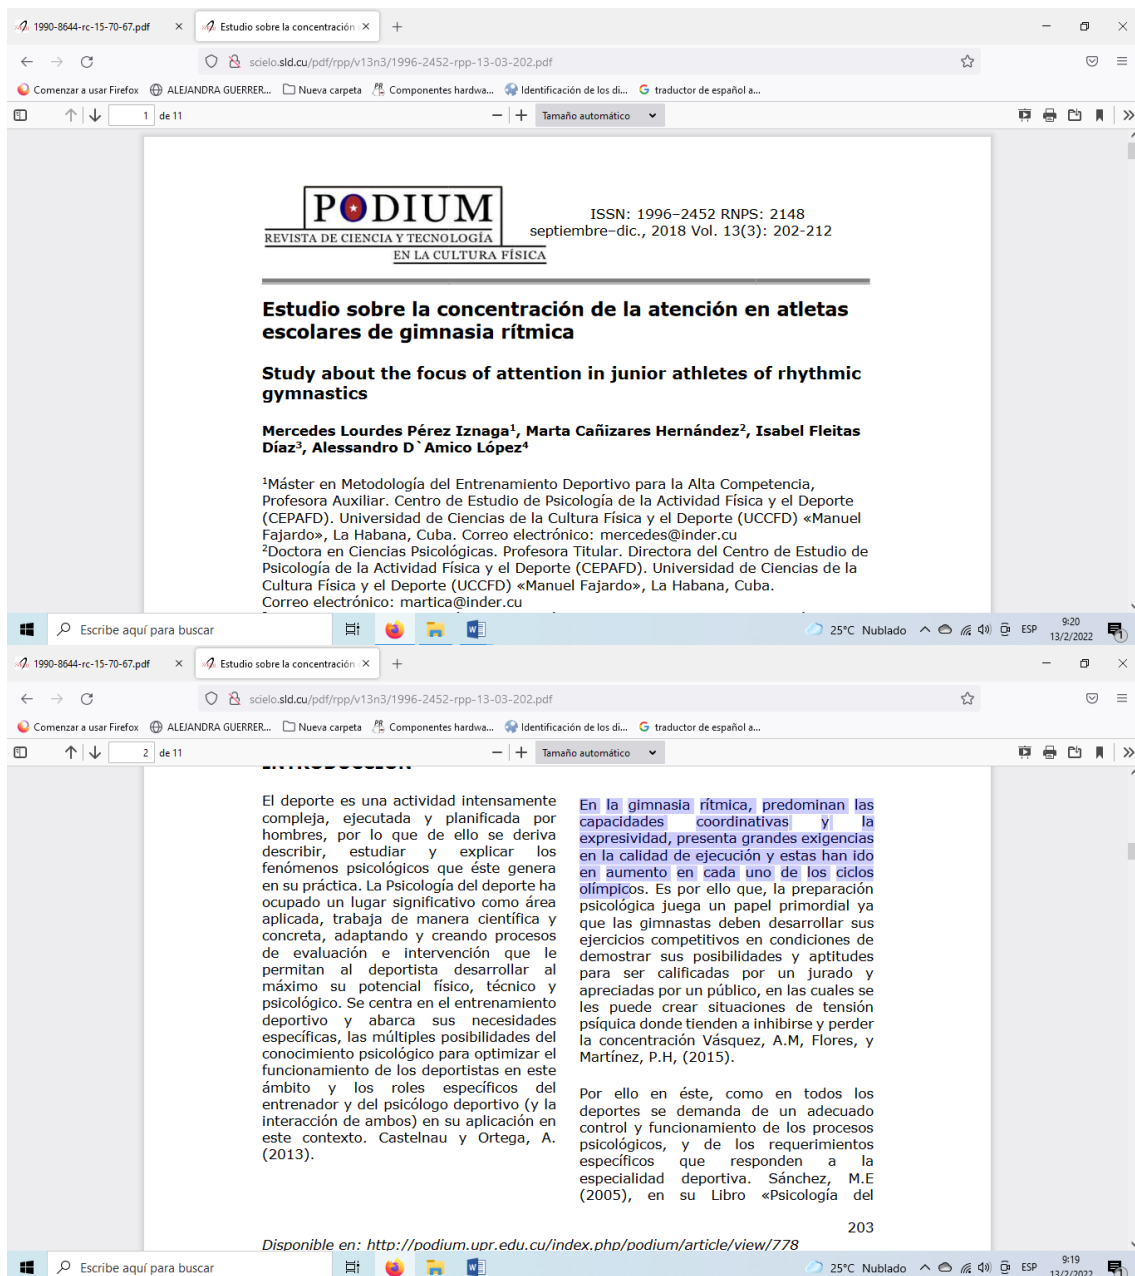 1990-8644-rc-15-70-67.pdf
Estudio sobre la concentración
scielo.sld.cu/pdf/rpp/v13n3/1996-2452-rpp-13-03-202.pdf
Comenzar a usar Firefox ALEJANDRA GUERRER... Nueva carpeta Componentes hardwa... Identificación de los di... traductor de español a...
1 de 11 Tamaño automático
PODIUM
REVISTA DE CIENCIA Y TECNOLOGÍA
EN LA CULTURA FÍSICA
ISSN: 1996–2452 RNPS: 2148
septiembre–dic., 2018 Vol. 13(3): 202-212
Estudio sobre la concentración de la atención en atletas
escolares de gimnasia rítmica
Study about the focus of attention in junior athletes of rhythmic
gymnastics
Mercedes Lourdes Pérez Iznaga1, Marta Cañizares Hernández2, Isabel Fleitas
Díaz3, Alessandro D`Amico López4
1Máster en Metodología del Entrenamiento Deportivo para la Alta Competencia,
Profesora Auxiliar. Centro de Estudio de Psicología de la Actividad Física y el Deporte
(CEPAFD). Universidad de Ciencias de la Cultura Física y el Deporte (UCCFD) «Manuel
Fajardo», La Habana, Cuba. Correo electrónico: mercedes@inder.cu
2Doctora en Ciencias Psicológicas. Profesora Titular. Directora del Centro de Estudio de
Psicología de la Actividad Física y el Deporte (CEPAFD). Universidad de Ciencias de la
Cultura Física y el Deporte (UCCFD) «Manuel Fajardo», La Habana, Cuba.
Correo electrónico: martica@inder.cu
Escribe aquí para buscar
25°C Nublado ESP 9:20
13/2/2022
1990-8644-rc-15-70-67.pdf
Estudio sobre la concentración
scielo.sld.cu/pdf/rpp/v13n3/1996-2452-rpp-13-03-202.pdf
Comenzar a usar Firefox ALEJANDRA GUERRER... Nueva carpeta Componentes hardwa... Identificación de los di... traductor de español a...
2 de 11 Tamaño automático
INTRODUCCIÓN
El deporte es una actividad intensamente
compleja, ejecutada y planificada por
hombres, por lo que de ello se deriva
describir, estudiar y explicar los
fenómenos psicológicos que éste genera
en su práctica. La Psicología del deporte ha
ocupado un lugar significativo como área
aplicada, trabaja de manera científica y
concreta, adaptando y creando procesos
de evaluación e intervención que le
permitan al deportista desarrollar al
máximo su potencial físico, técnico y
psicológico. Se centra en el entrenamiento
deportivo y abarca sus necesidades
específicas, las múltiples posibilidades del
conocimiento psicológico para optimizar el
funcionamiento de los deportistas en este
ámbito y los roles específicos del
entrenador y del psicólogo deportivo (y la
interacción de ambos) en su aplicación en
este contexto. Castelnau y Ortega, A.
(2013).
En la gimnasia rítmica, predominan las
capacidades coordinativas y la
expresividad, presenta grandes exigencias
en la calidad de ejecución y estas han ido
en aumento en cada uno de los ciclos
olímpicos. Es por ello que, la preparación
psicológica juega un papel primordial ya
que las gimnastas deben desarrollar sus
ejercicios competitivos en condiciones de
demostrar sus posibilidades y aptitudes
para ser calificadas por un jurado y
apreciadas por un público, en las cuales se
les puede crear situaciones de tensión
psíquica donde tienden a inhibirse y perder
la concentración Vásquez, A.M, Flores, y
Martínez, P.H, (2015).
Por ello en éste, como en todos los
deportes se demanda de un adecuado
control y funcionamiento de los procesos
psicológicos, y de los requerimientos
específicos que responden a la
especialidad deportiva. Sánchez, M.E
(2005), en su Libro «Psicología del
203
Disponible en: http://podium.upr.edu.cu/index.php/podium/article/view/778
Escribe aquí para buscar
25°C Nublado ESP 9:19
13/2/2022